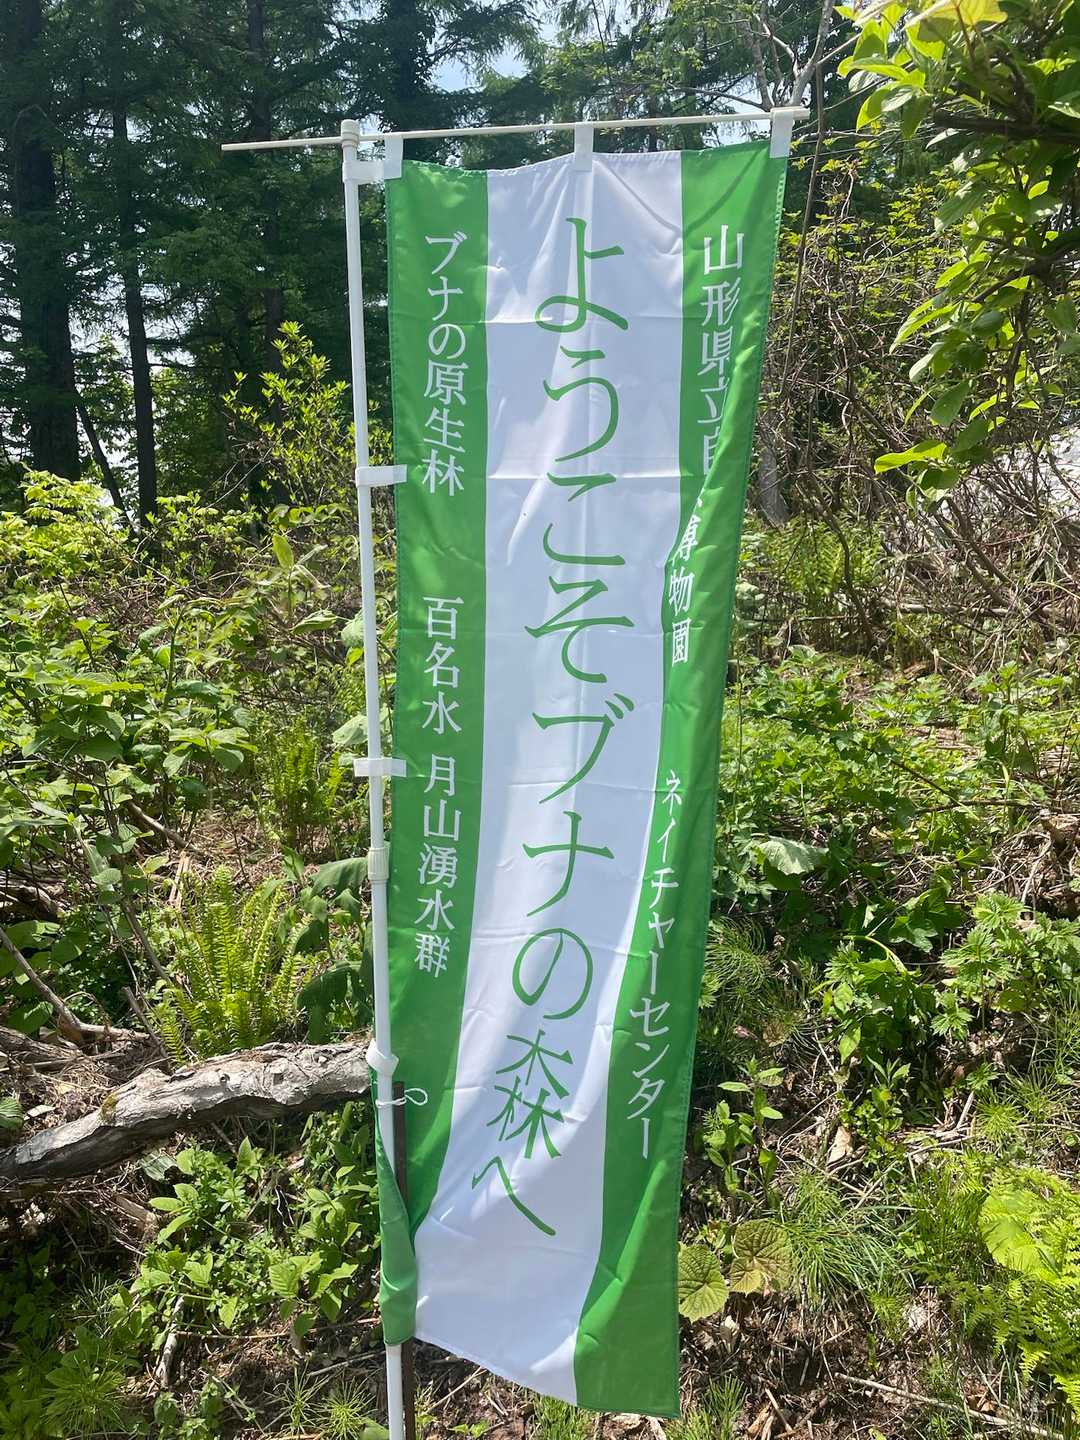 山形県立自然博物園 ネイチャーセンター
ようこそブナの森へ
ブナの原生林 百名水 月山湧水群